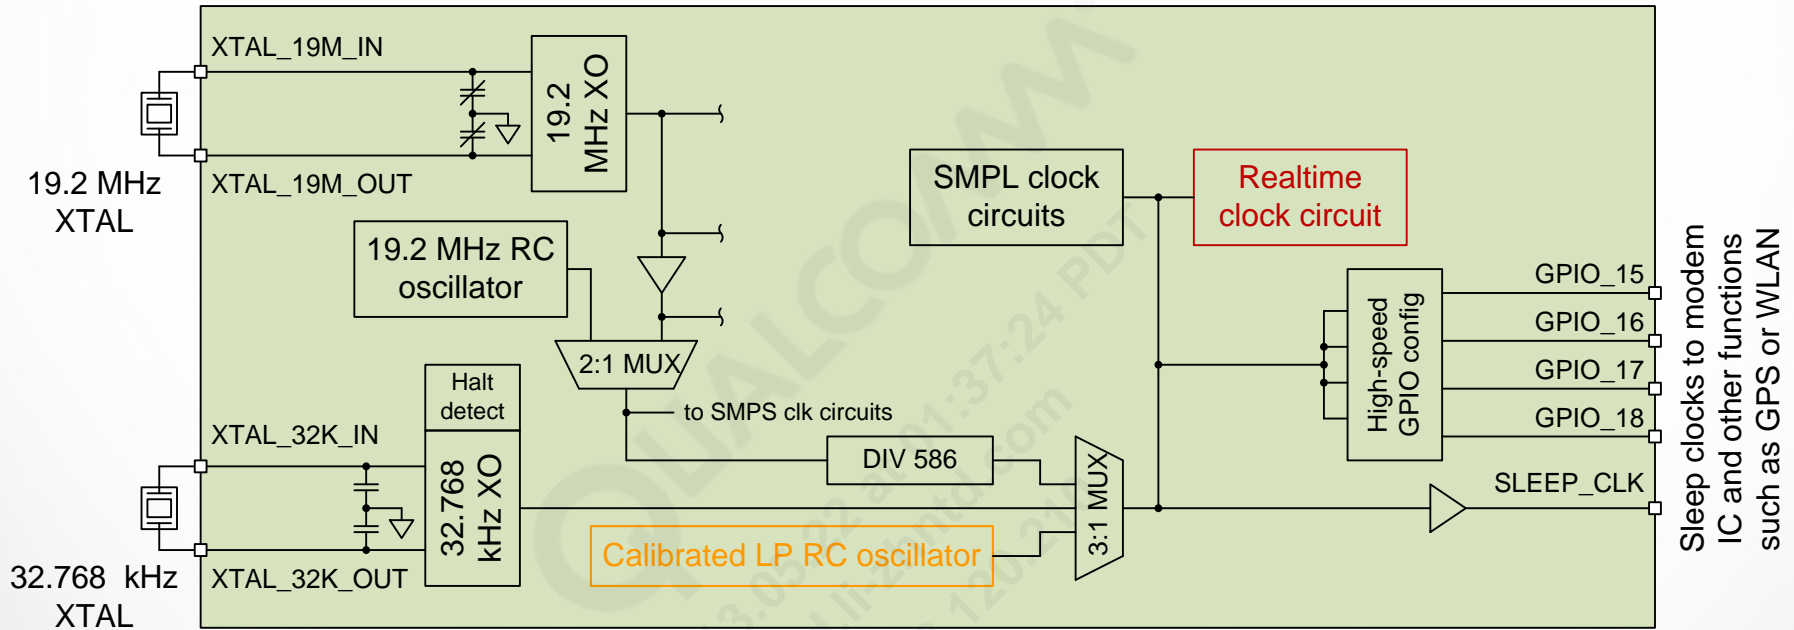 XTAL_19M_IN
19.2
MHz XO
XTAL_19M_OUT
19.2 MHz
XTAL
19.2 MHz RC
oscillator
2:1 MUX
to SMPS clk circuits
SMPL clock
circuits
Realtime
clock circuit
High-speed
GPIO config
GPIO_15
GPIO_16
GPIO_17
GPIO_18
SLEEP_CLK
Sleep clocks to modem
IC and other functions
such as GPS or WLAN
Halt
detect
XTAL_32K_IN
32.768
kHz XO
XTAL_32K_OUT
32.768 kHz
XTAL
DIV 586
Calibrated LP RC oscillator
3:1 MUX
QUALCOMM